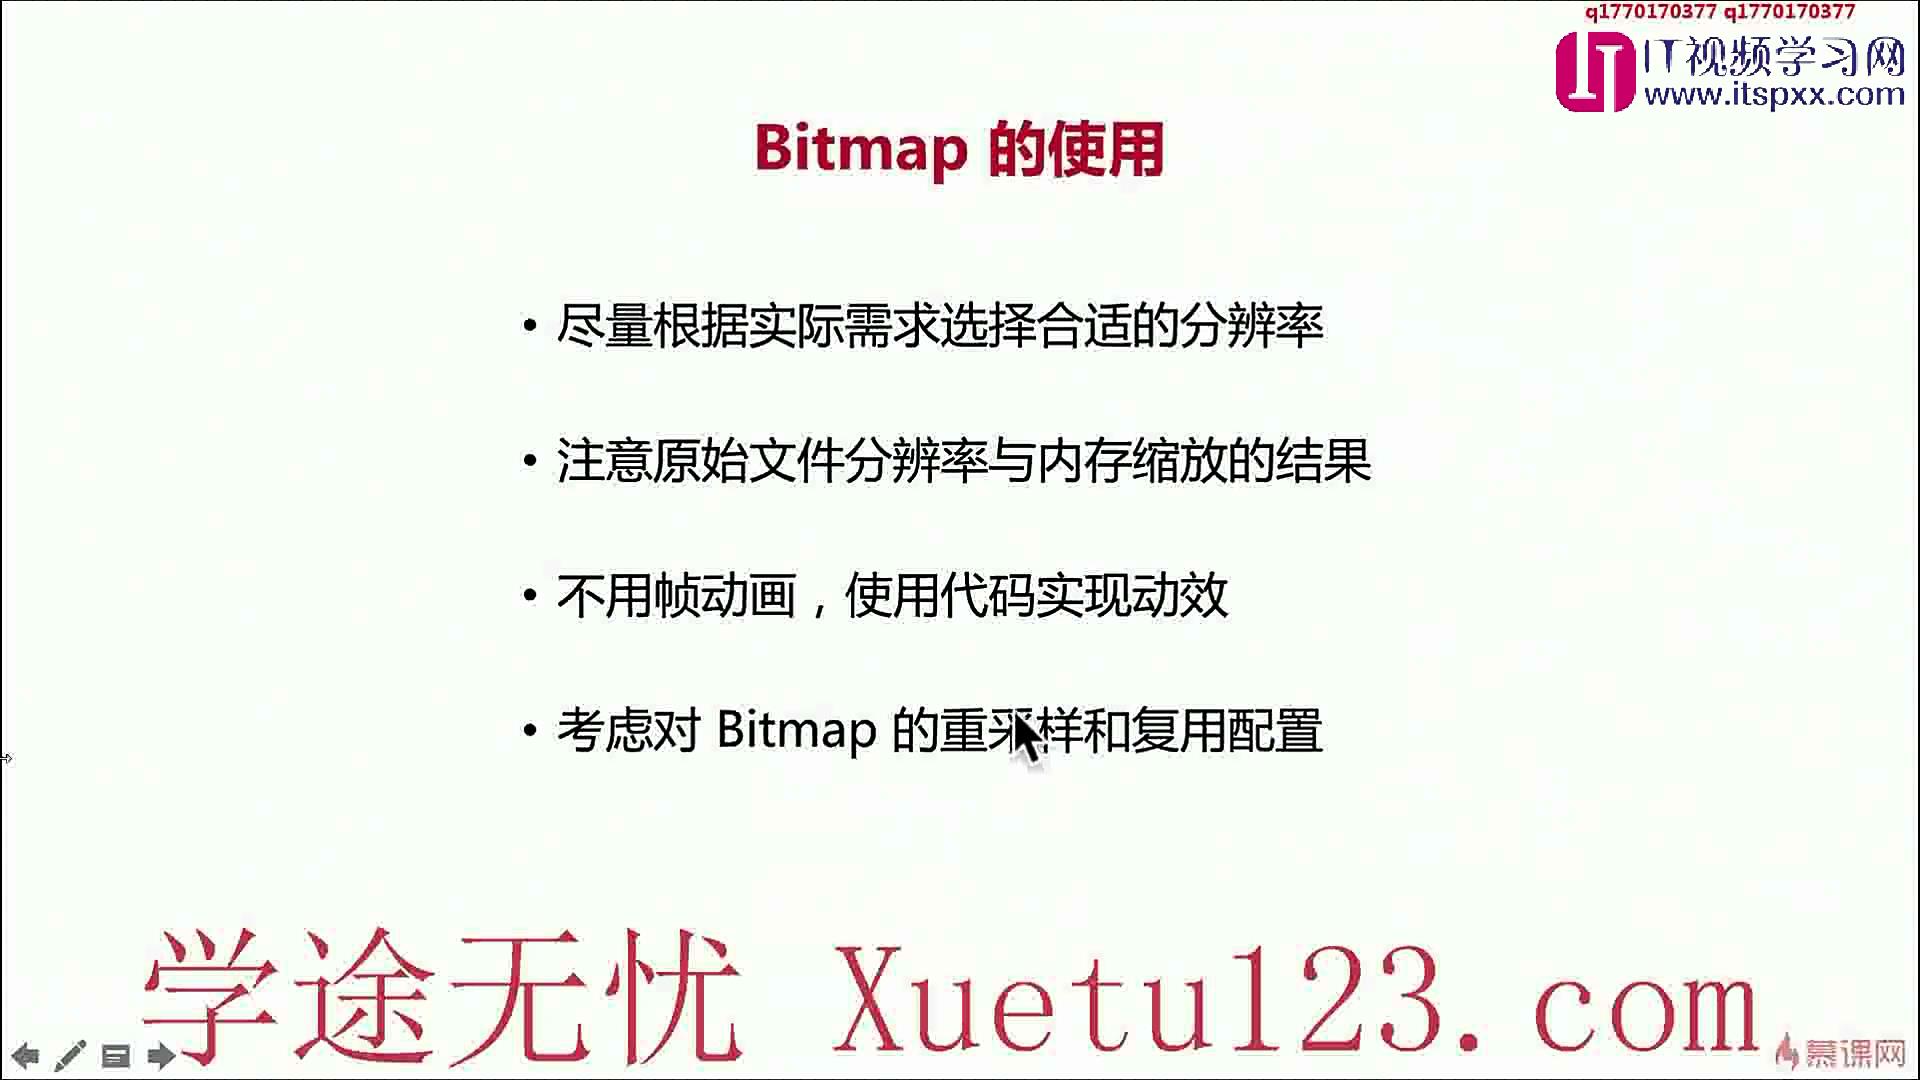 q1770170377 q1770170377
IT视频学习网
www.itspxx.com
Bitmap 的使用
• 尽量根据实际需求选择合适的分辨率
• 注意原始文件分辨率与内存缩放的结果
• 不用帧动画，使用代码实现动效
• 考虑对 Bitmap 的重采样和复用配置
学途无忧 Xuetu123.com
慕课网